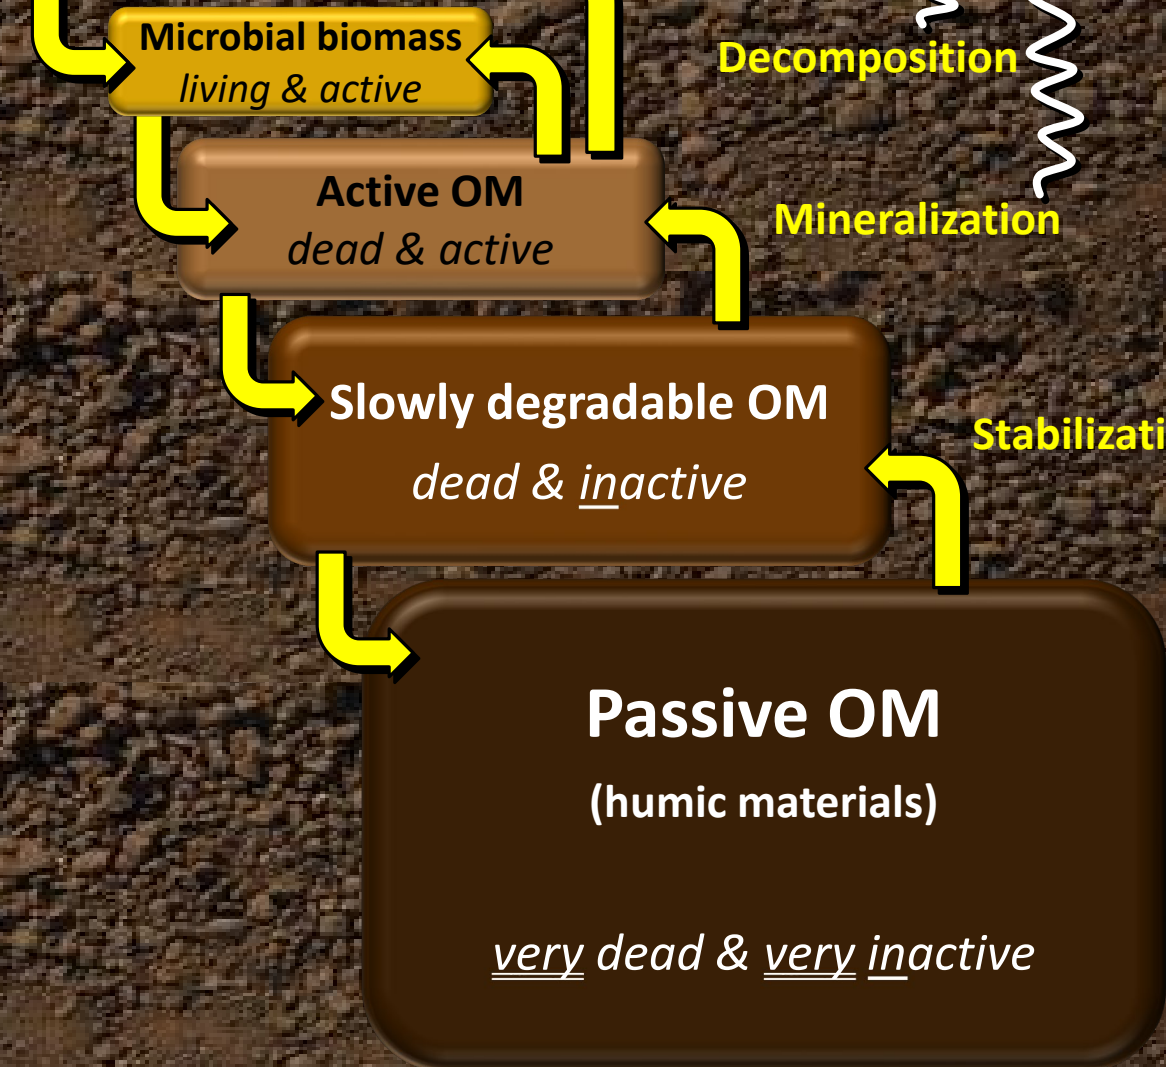 Microbial biomass
living & active
Decomposition
Active OM
dead & active
Mineralization
Slowly degradable OM
dead & inactive
Stabilizati
Passive OM
(humic materials)
very dead & very inactive